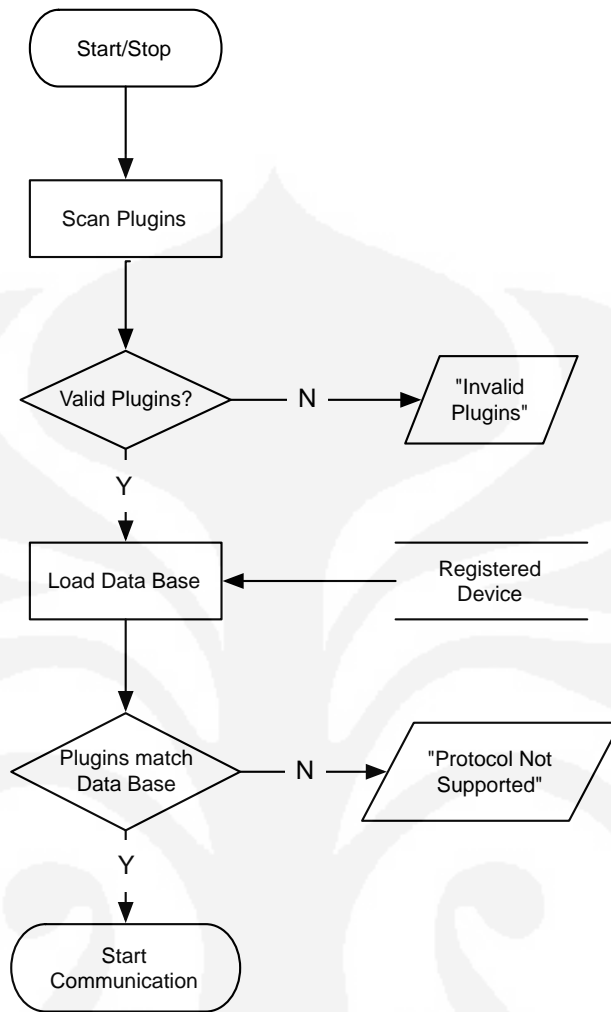 Start/Stop
Scan Plugins
Valid Plugins?
N
"Invalid
Plugins"
Y
Load Data Base
Registered
Device
Plugins match
Data Base
N
"Protocol Not
Supported"
Y
Start
Communication